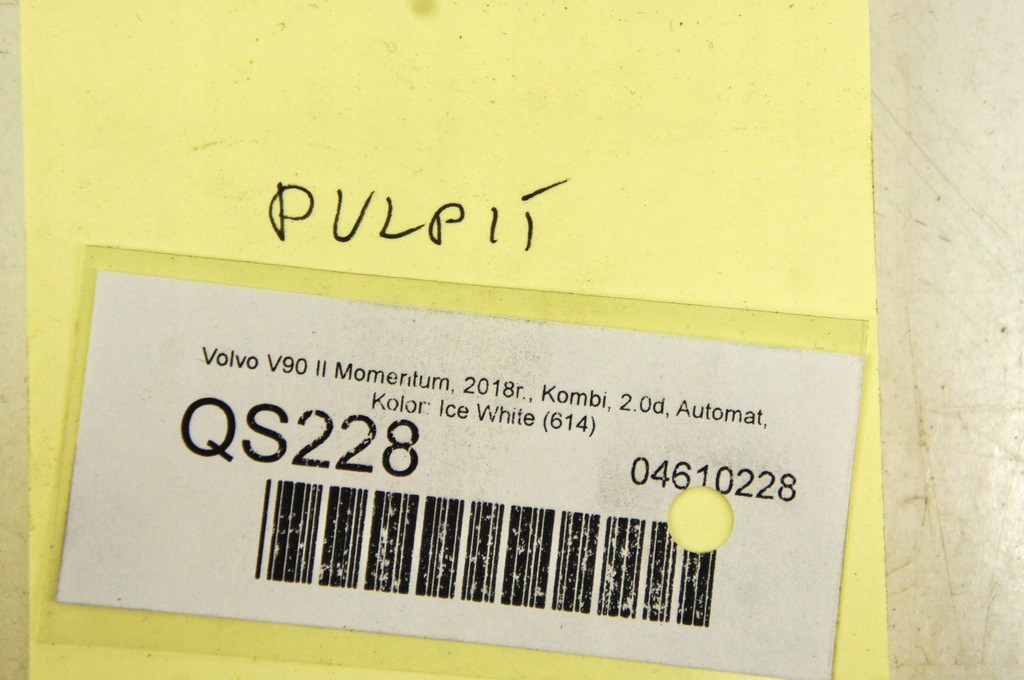 PULPIT
Volvo V90 II Momentum, 2018r., Kombi, 2.0d, Automat,
Kolor: Ice White (614)
QS228
04610228